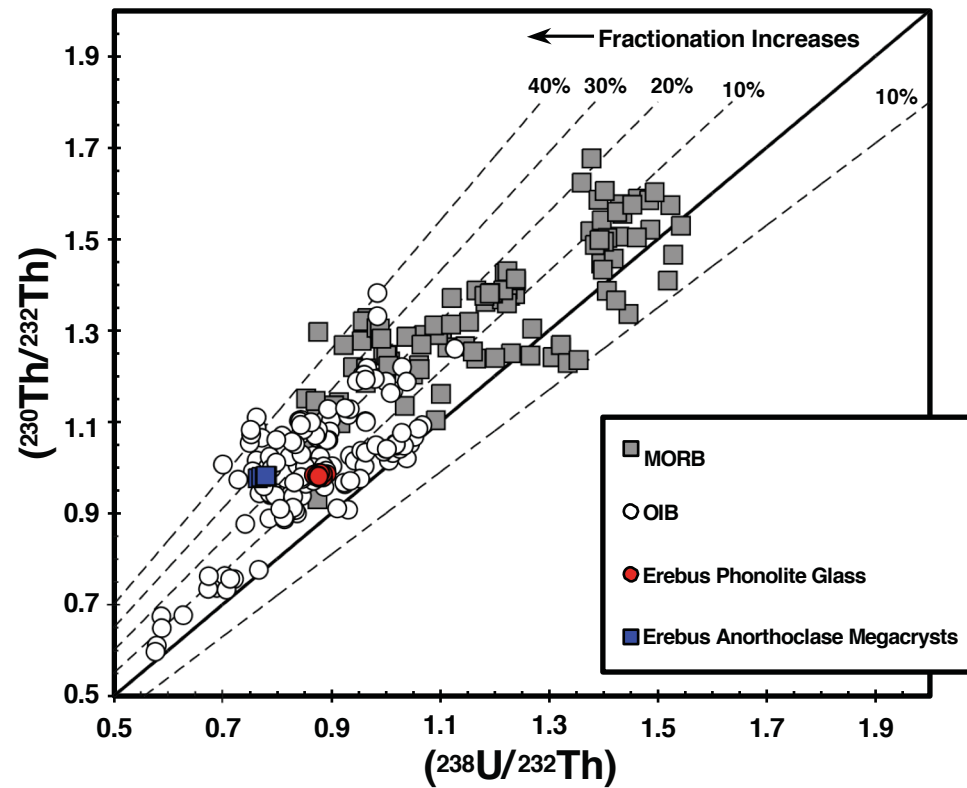 Fractionation Increases
40%
30%
20%
10%
10%
1.9
1.7
1.5
1.3
1.1
0.9
0.7
0.5
(²³⁰Th/²³²Th)
MORB
OIB
Erebus Phonolite Glass
Erebus Anorthoclase Megacrysts
0.5 0.7 0.9 1.1 1.3 1.5 1.7 1.9
(²³⁸U/²³²Th)